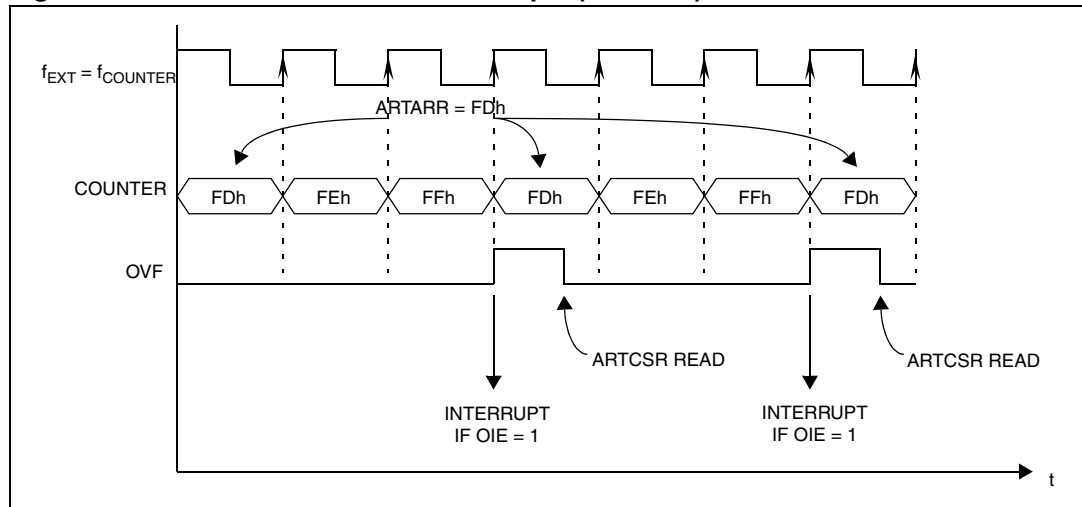 fEXT = fCOUNTER
ARTARR = FDh
COUNTER
FDh
FEh
FFh
FDh
FEh
FFh
FDh
OVF
ARTCSR READ
ARTCSR READ
INTERRUPT
IF OIE = 1
INTERRUPT
IF OIE = 1
t